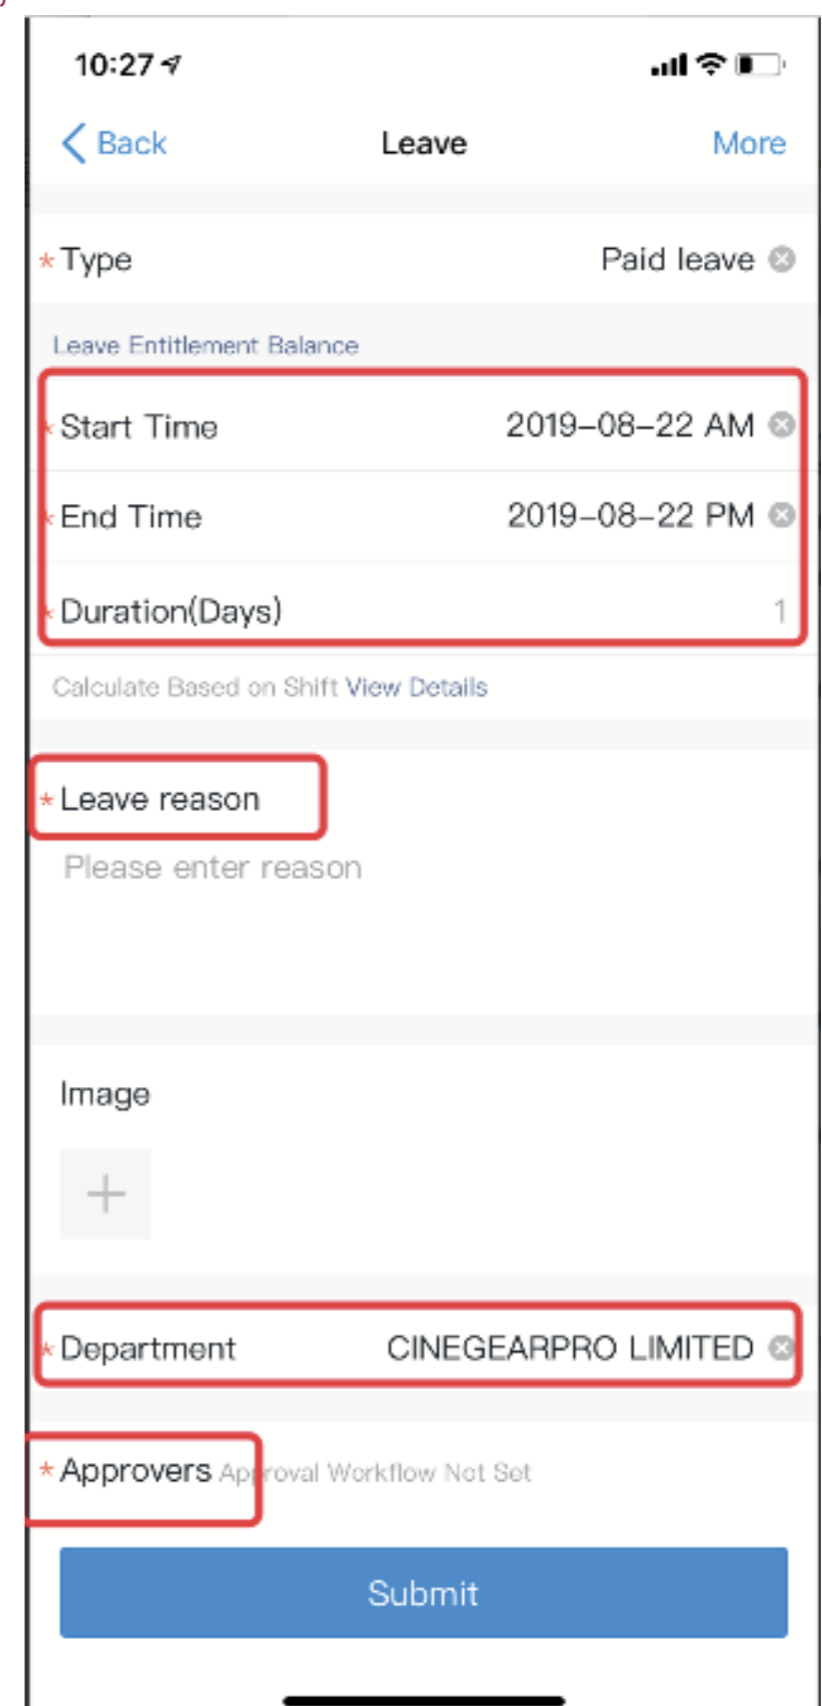 10:27
Back Leave More
* Type Paid leave
Leave Entitlement Balance
* Start Time 2019-08-22 AM
* End Time 2019-08-22 PM
* Duration(Days) 1
Calculate Based on Shift View Details
* Leave reason
Please enter reason
Image
* Department CINEGEARPRO LIMITED
* Approvers Approval Workflow Not Set
Submit